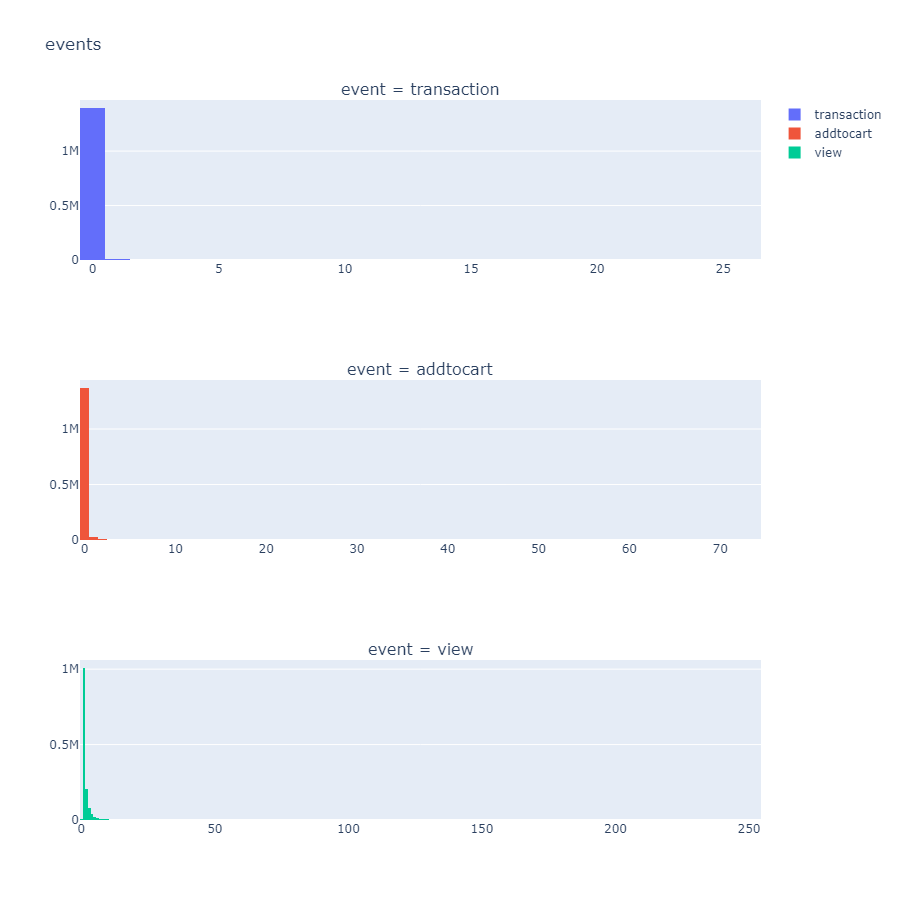 events
event = transaction
transaction
addtocart
view
1M
0.5M
0
0 5 10 15 20 25
event = addtocart
1M
0.5M
0
0 10 20 30 40 50 60 70
event = view
1M
0.5M
0
0 50 100 150 200 250